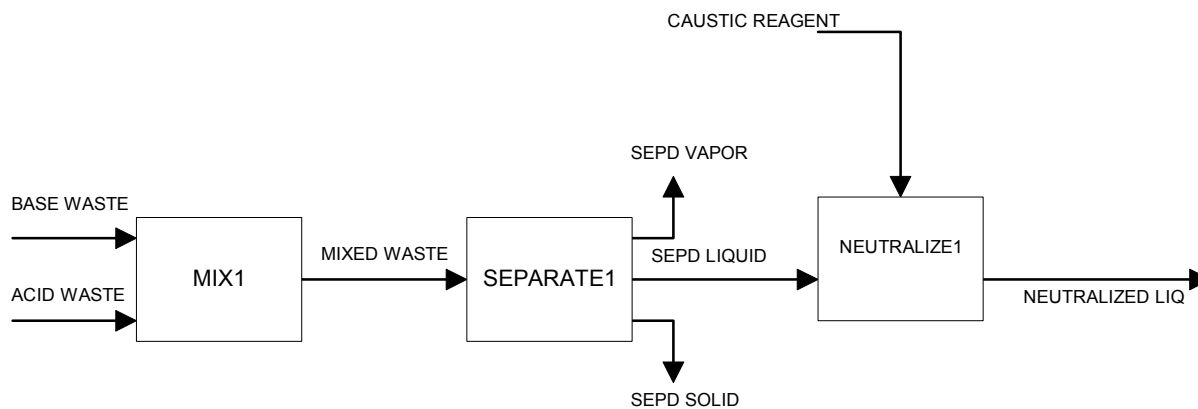 CAUSTIC REAGENT
SEPD VAPOR
BASE WASTE
MIXED WASTE
SEPD LIQUID
NEUTRALIZE1
MIX1
SEPARATE1
ACID WASTE
NEUTRALIZED LIQ
SEPD SOLID